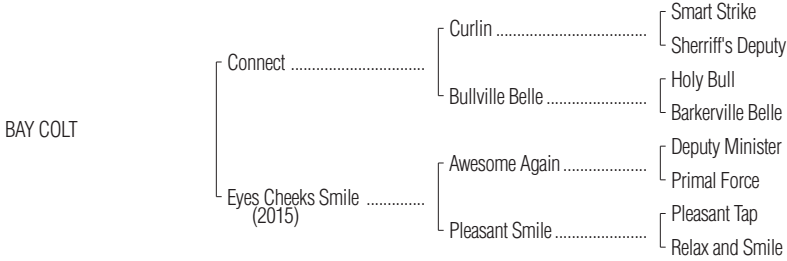 Smart Strike
Curlin ....................................
Sherriff's Deputy
Connect ................................
Holy Bull
Bullville Belle ........................
Barkerville Belle
BAY COLT
Deputy Minister
Awesome Again ....................
Primal Force
Eyes Cheeks Smile ..............
(2015)
Pleasant Tap
Pleasant Smile ......................
Relax and Smile